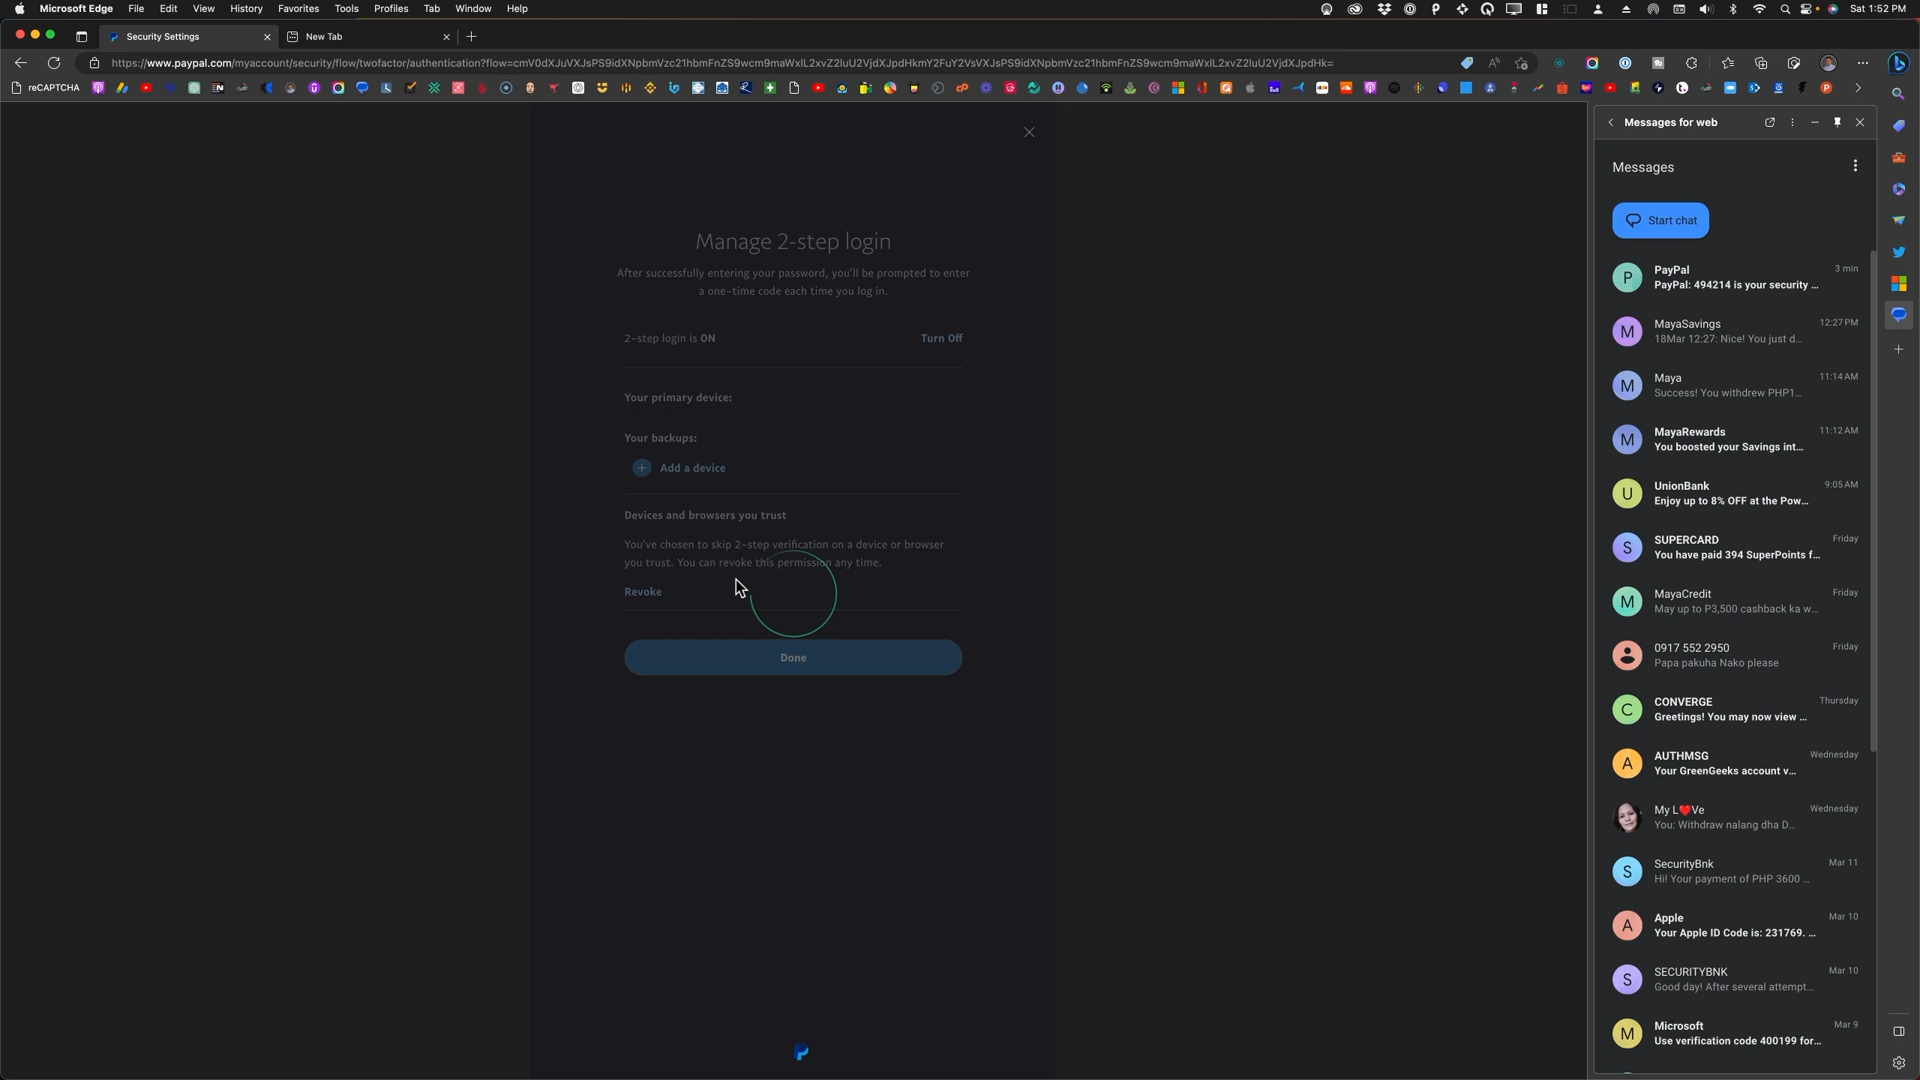 Microsoft Edge File Edit View History Favorites Tools Profiles Tab Window Help
Sat 1:52 PM
Security Settings
New Tab
https://www.paypal.com/myaccount/security/flow/twofactor/authentication?flow=
reCAPTCHA
Manage 2-step login
After successfully entering your password, you'll be prompted to enter
a one-time code each time you log in.
2-step login is ON
Turn Off
Your primary device:
Your backups:
+ Add a device
Devices and browsers you trust
You've chosen to skip 2-step verification on a device or browser
you trust. You can revoke this permission any time.
Revoke
Done
Messages for web
Messages
Start chat
P
PayPal
3 min
PayPal: 494214 is your security ...
M
MayaSavings
12:27 PM
18Mar 12:27: Nice! You just d...
M
Maya
11:14 AM
Success! You withdrew PHP1...
M
MayaRewards
11:12 AM
You boosted your Savings int...
U
UnionBank
9:05 AM
Enjoy up to 8% OFF at the Pow...
S
SUPERCARD
Friday
You have paid 394 SuperPoints f...
M
MayaCredit
Friday
May up to P3,500 cashback ka w...
0917 552 2950
Friday
Papa pakuha Nako please
C
CONVERGE
Thursday
Greetings! You may now view ...
A
AUTHMSG
Wednesday
Your GreenGeeks account v...
My L❤️Ve
Wednesday
You: Withdraw nalang dha D...
S
SecurityBnk
Mar 11
Hi! Your payment of PHP 3600 ...
A
Apple
Mar 10
Your Apple ID Code is: 231769. ...
S
SECURITYBNK
Mar 10
Good day! After several attempt...
M
Microsoft
Mar 9
Use verification code 400199 for...